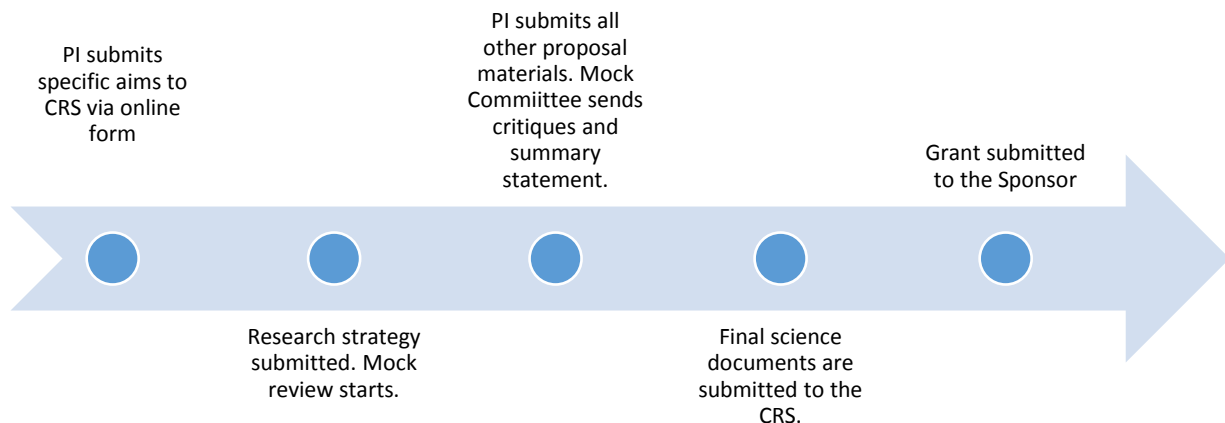 PI submits
specific aims to
CRS via online
form
Research strategy
submitted. Mock
review starts.
PI submits all
other proposal
materials. Mock
Commiittee sends
critiques and
summary
statement.
Final science
documents are
submitted to the
CRS.
Grant submitted
to the Sponsor